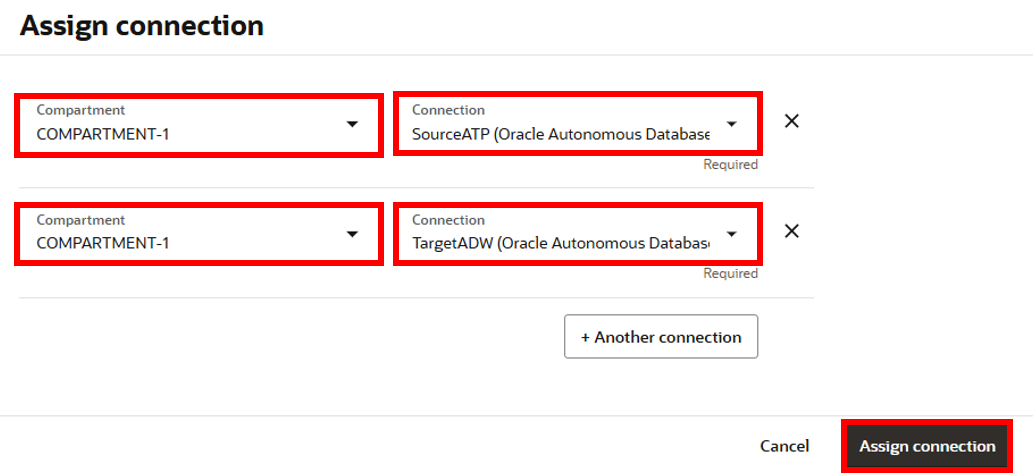 Assign connection
Compartment
COMPARTMENT-1
Connection
SourceATP (Oracle Autonomous Database
Required
Compartment
COMPARTMENT-1
Connection
TargetADW (Oracle Autonomous Databas
Required
+ Another connection
Cancel
Assign connection